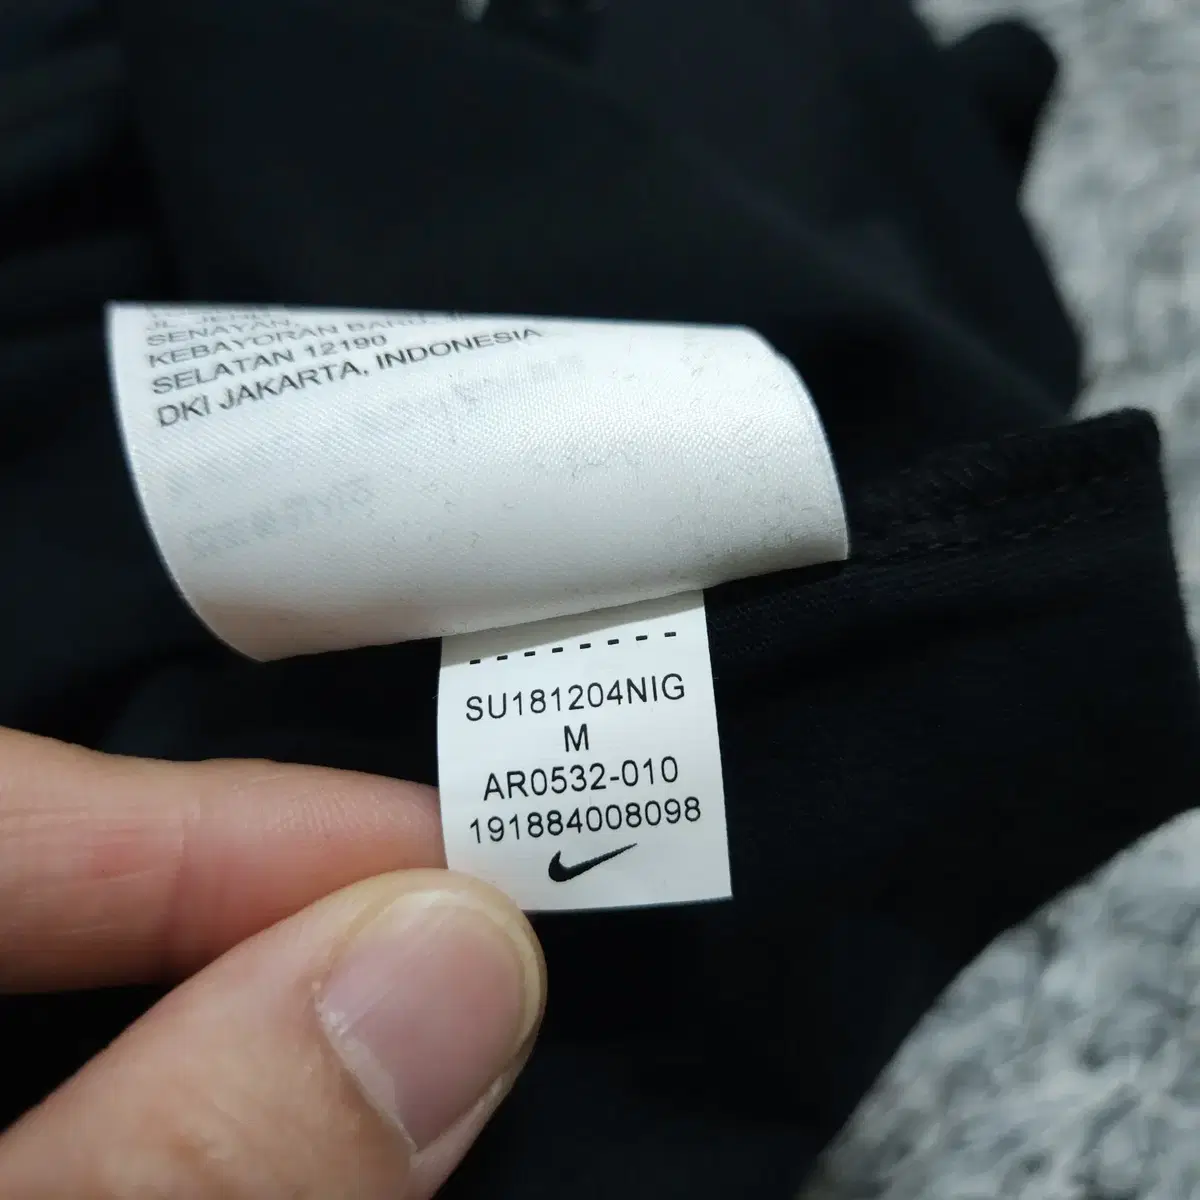 SENAYAN,
KEBAYORAN BARU,
SELATAN 12190
DKI JAKARTA, INDONESIA
SU181204NIG
M
AR0532-010
191884008098